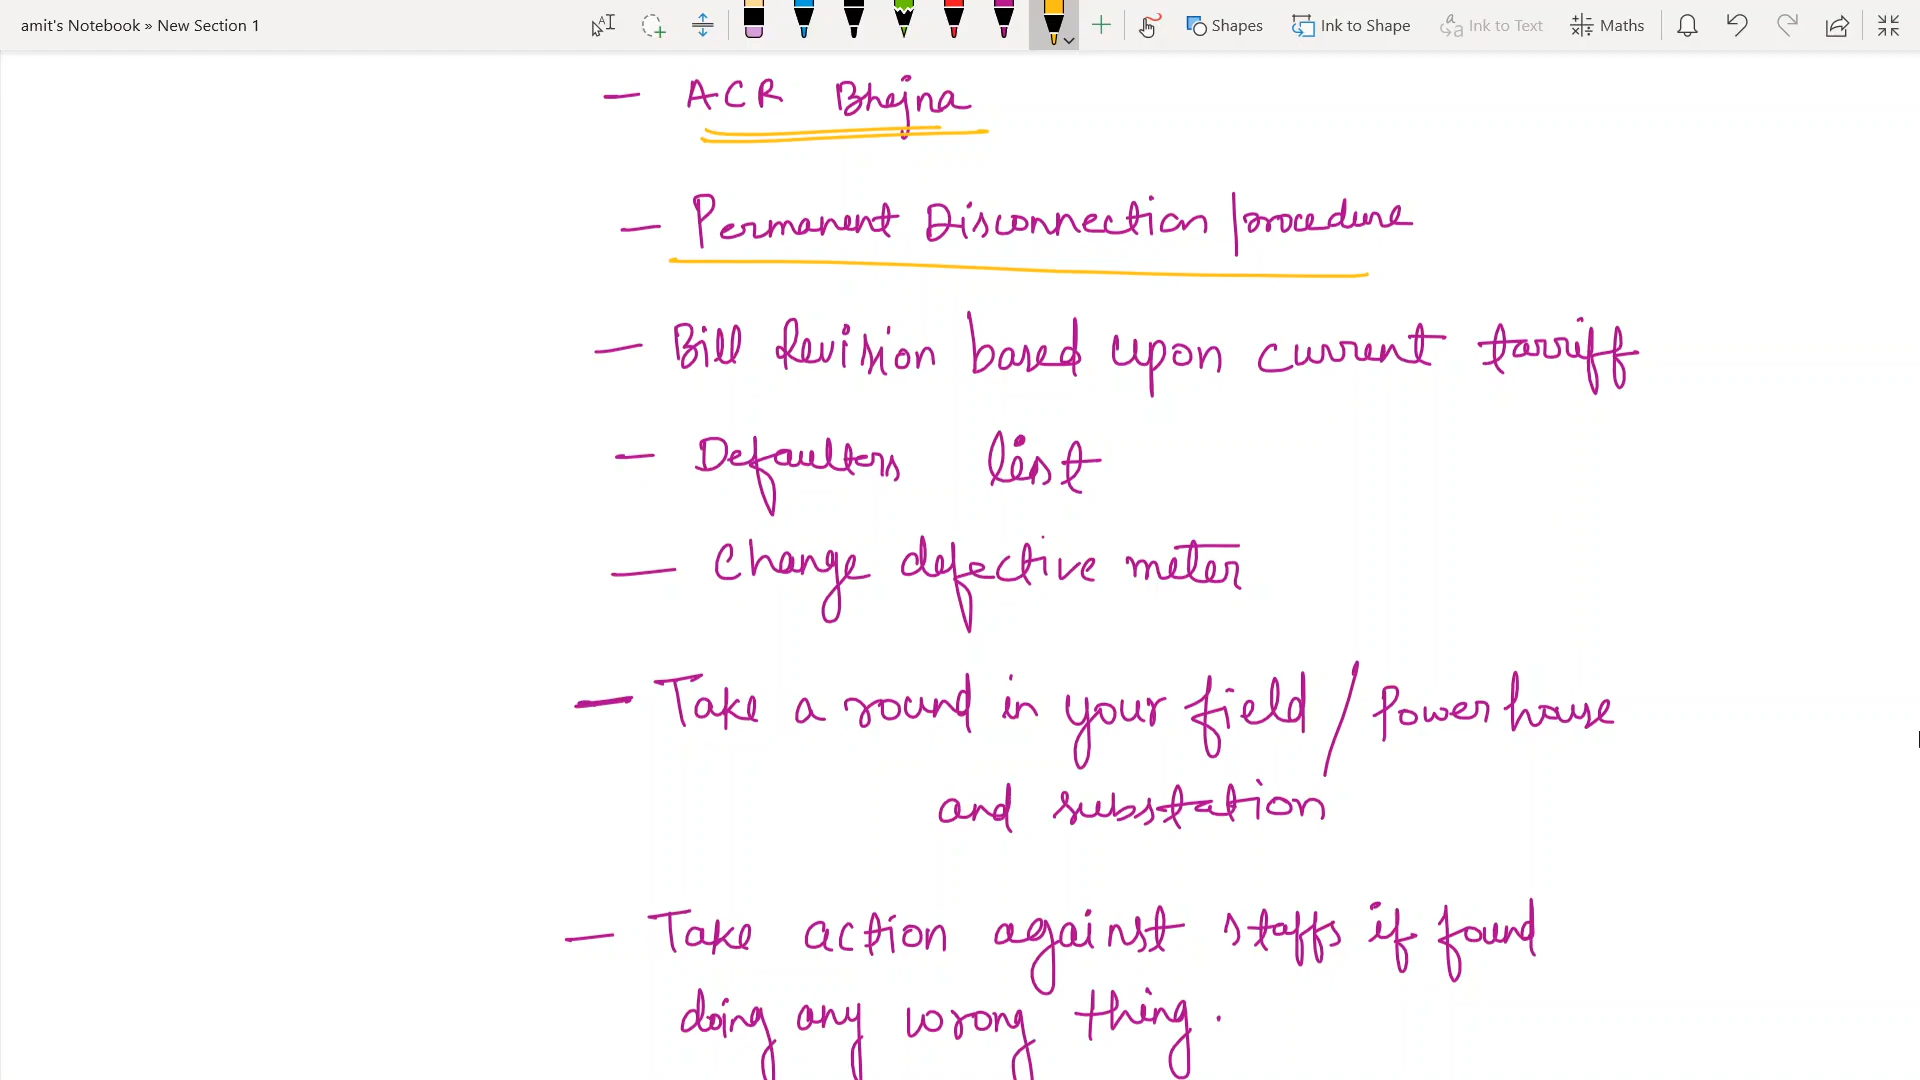 amit's Notebook » New Section 1
Shapes
Ink to Shape
Ink to Text
Maths
— ACR Bhejna
— Permanent Disconnection / procedure
— Bill Revision based upon current tarriff
— Defaulters list
— Change defective meter
— Take a round in your field / Power house
and substation
— Take action against staffs if found
doing any wrong thing.